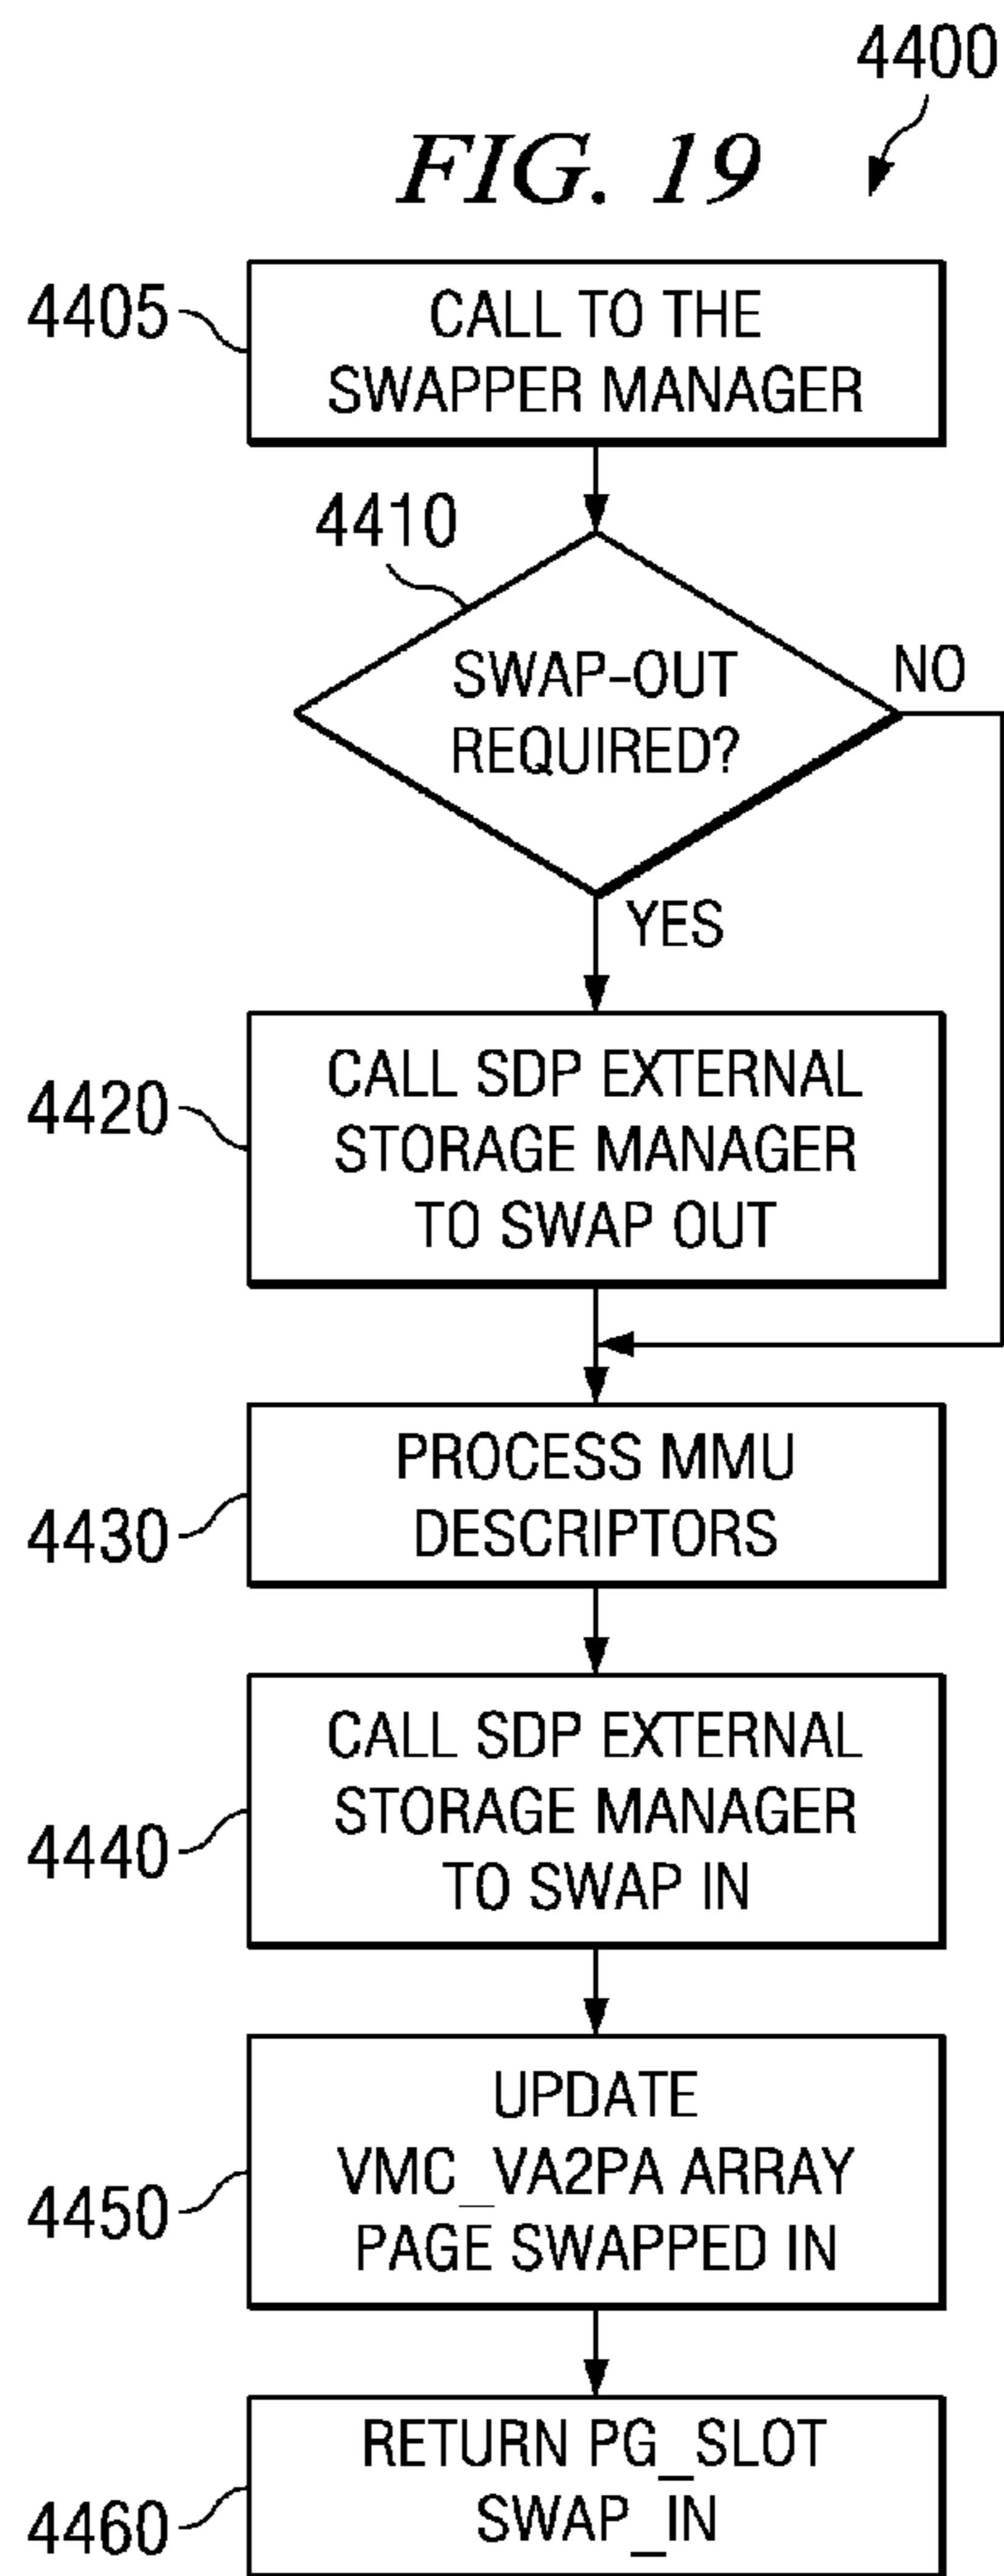 4400
FIG. 19
4405
CALL TO THE
SWAPPER MANAGER
4410
SWAP-OUT
REQUIRED?
NO
YES
4420
CALL SDP EXTERNAL
STORAGE MANAGER
TO SWAP OUT
4430
PROCESS MMU
DESCRIPTORS
4440
CALL SDP EXTERNAL
STORAGE MANAGER
TO SWAP IN
4450
UPDATE
VMC_VA2PA ARRAY
PAGE SWAPPED IN
4460
RETURN PG_SLOT
SWAP_IN